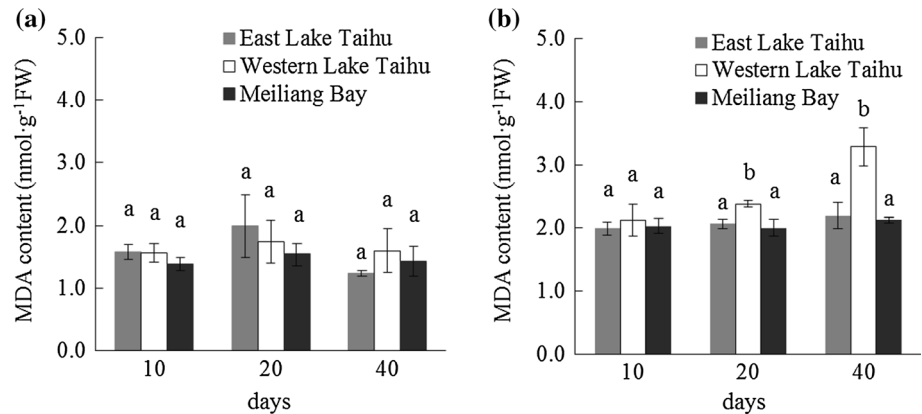 (a)
5.0
4.0
3.0
2.0
1.0
0.0
MDA content (nmol·g⁻¹FW)
East Lake Taihu
Western Lake Taihu
Meiliang Bay
a a a
a a a
a a a
10 20 40
days
(b)
5.0
4.0
3.0
2.0
1.0
0.0
MDA content (nmol·g⁻¹FW)
East Lake Taihu
Western Lake Taihu
Meiliang Bay
a a a
a b a
a b a
10 20 40
days